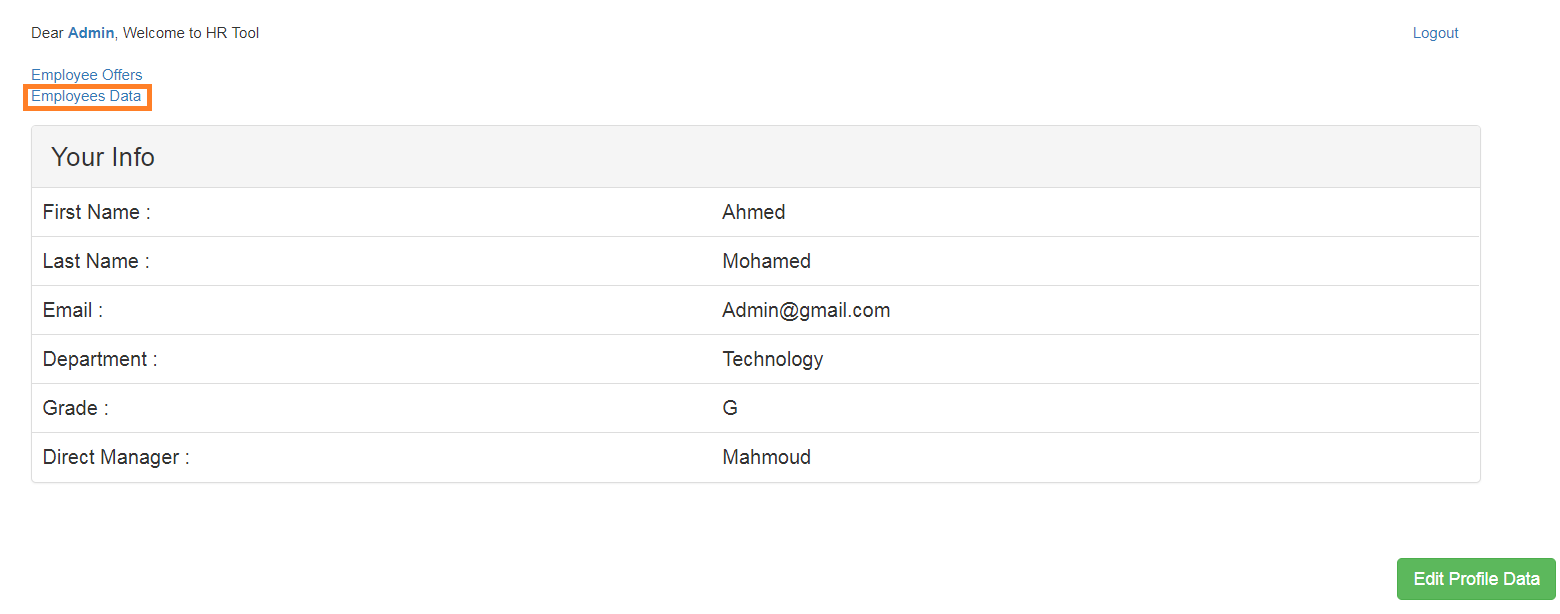 Dear Admin, Welcome to HR Tool Logout
Employee Offers
Employees Data
Your Info
First Name : Ahmed
Last Name : Mohamed
Email : Admin@gmail.com
Department : Technology
Grade : G
Direct Manager : Mahmoud
Edit Profile Data